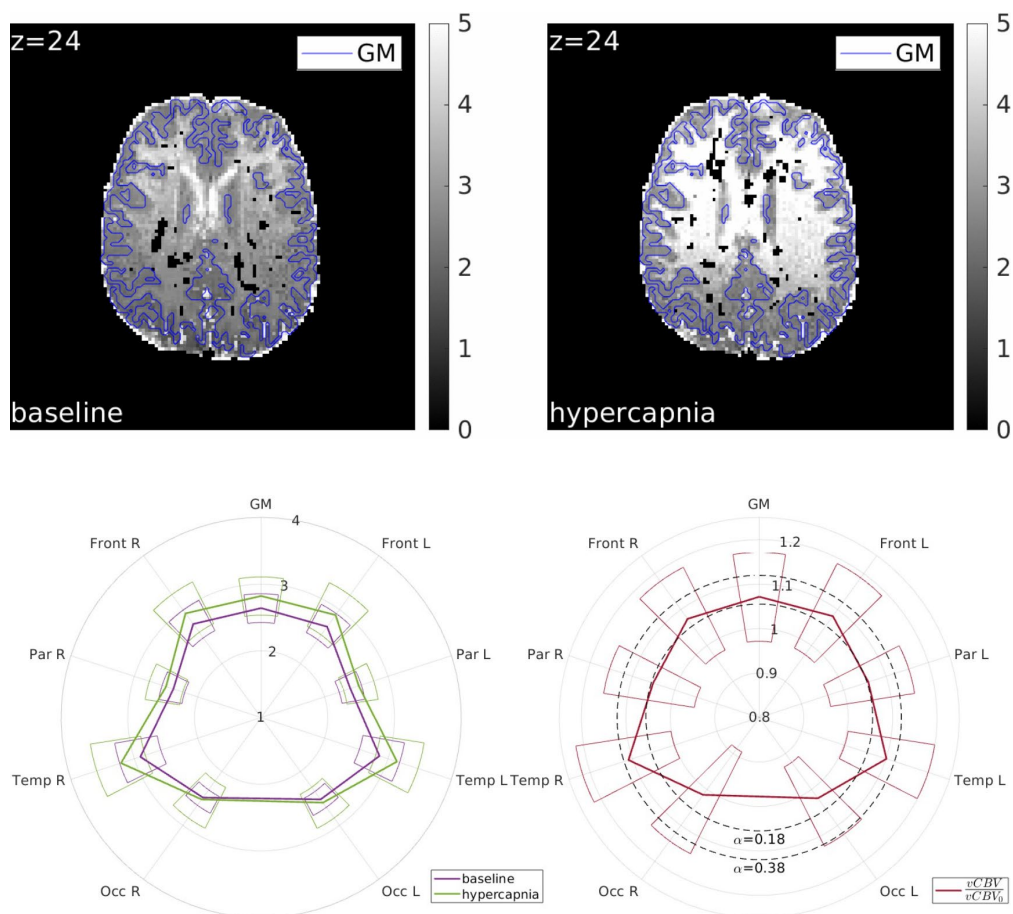 z=24
GM
5
4
3
2
1
0
baseline
z=24
GM
5
4
3
2
1
0
hypercapnia
GM
Front L
Par L
Temp L
Occ L
Occ R
Temp R
Par R
Front R
4
3
2
1
baseline
hypercapnia
GM
Front L
Par L
Temp L
Occ L
Occ R
Temp R
Par R
Front R
1.2
1.1
1
0.9
0.8
α=0.18
α=0.38
vCBV
vCBV₀